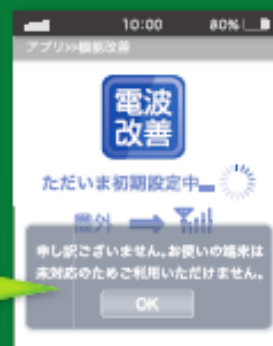 10:00 80%
アプリ>>電波改善
電波
改善
ただいま初期設定中
圏外
申し訳ございません。お使いの端末は
未対応のためご利用いただけません。
OK